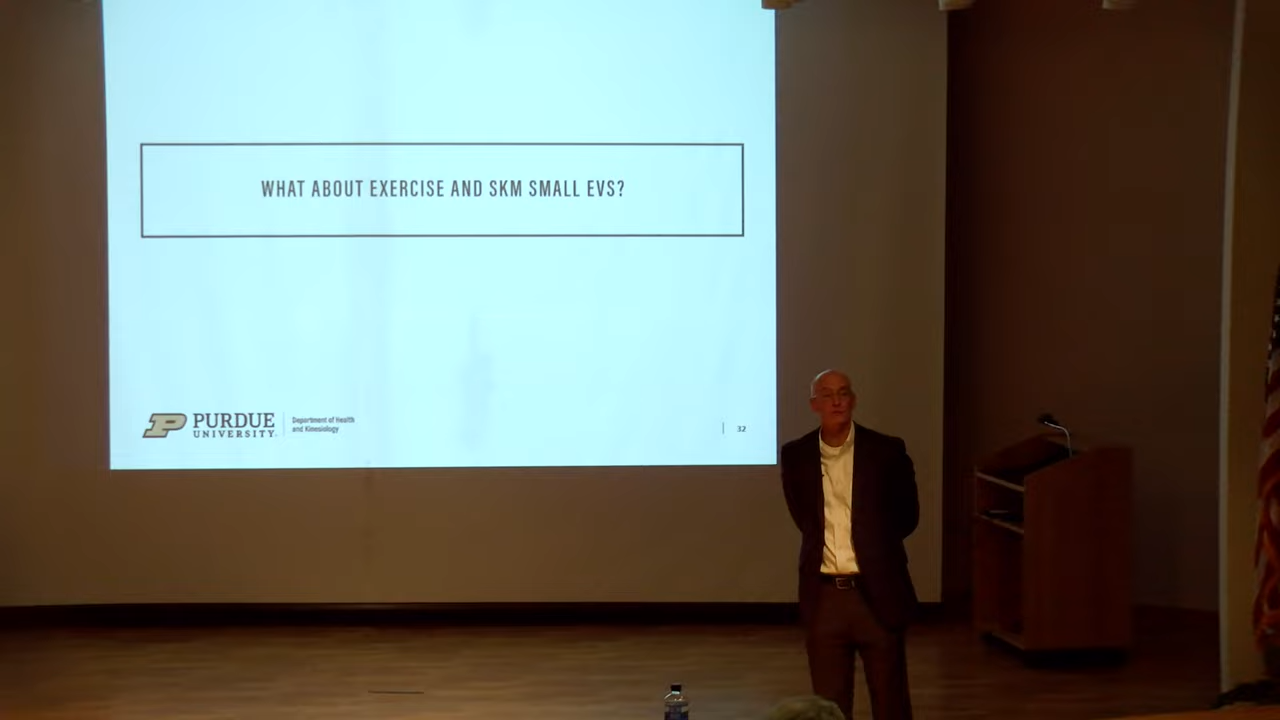 WHAT ABOUT EXERCISE AND SKM SMALL EVS?
P PURDUE UNIVERSITY.
Department of Health
and Kinesiology
32